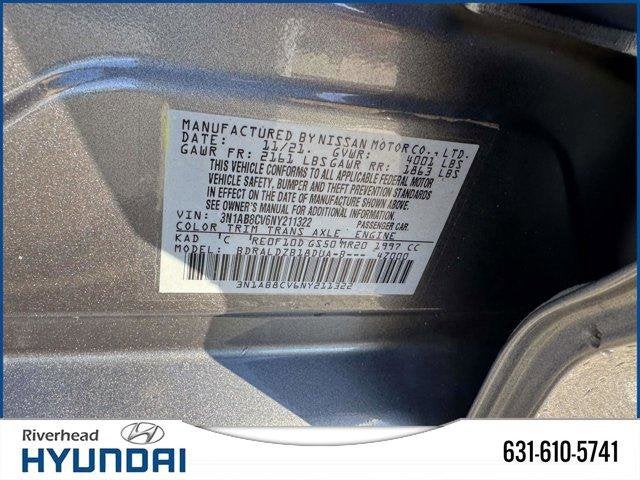 MANUFACTURED BY NISSAN MOTOR CO., LTD.
DATE: 11/21. GVWR: 4001 LBS
GAWR FR: 2161 LBS GAWR RR: 1863 LBS
THIS VEHICLE CONFORMS TO ALL APPLICABLE FEDERAL MOTOR
VEHICLE SAFETY, BUMPER AND THEFT PREVENTION STANDARDS
IN EFFECT ON THE DATE OF MANUFACTURE SHOWN ABOVE.
SEE OWNER'S MANUAL FOR ADDITIONAL INFORMATION
VIN: 3N1AB8CV6NY211322 PASSENGER CAR.
COLOR TRIM TRANS AXLE ENGINE
KAD C RE0F10D GS50 MR20 1997 CC
MODEL: BDRALDZB18DUA-B--- 47000
3N1AB8CV6NY211322
Riverhead
HYUNDAI
631-610-5741